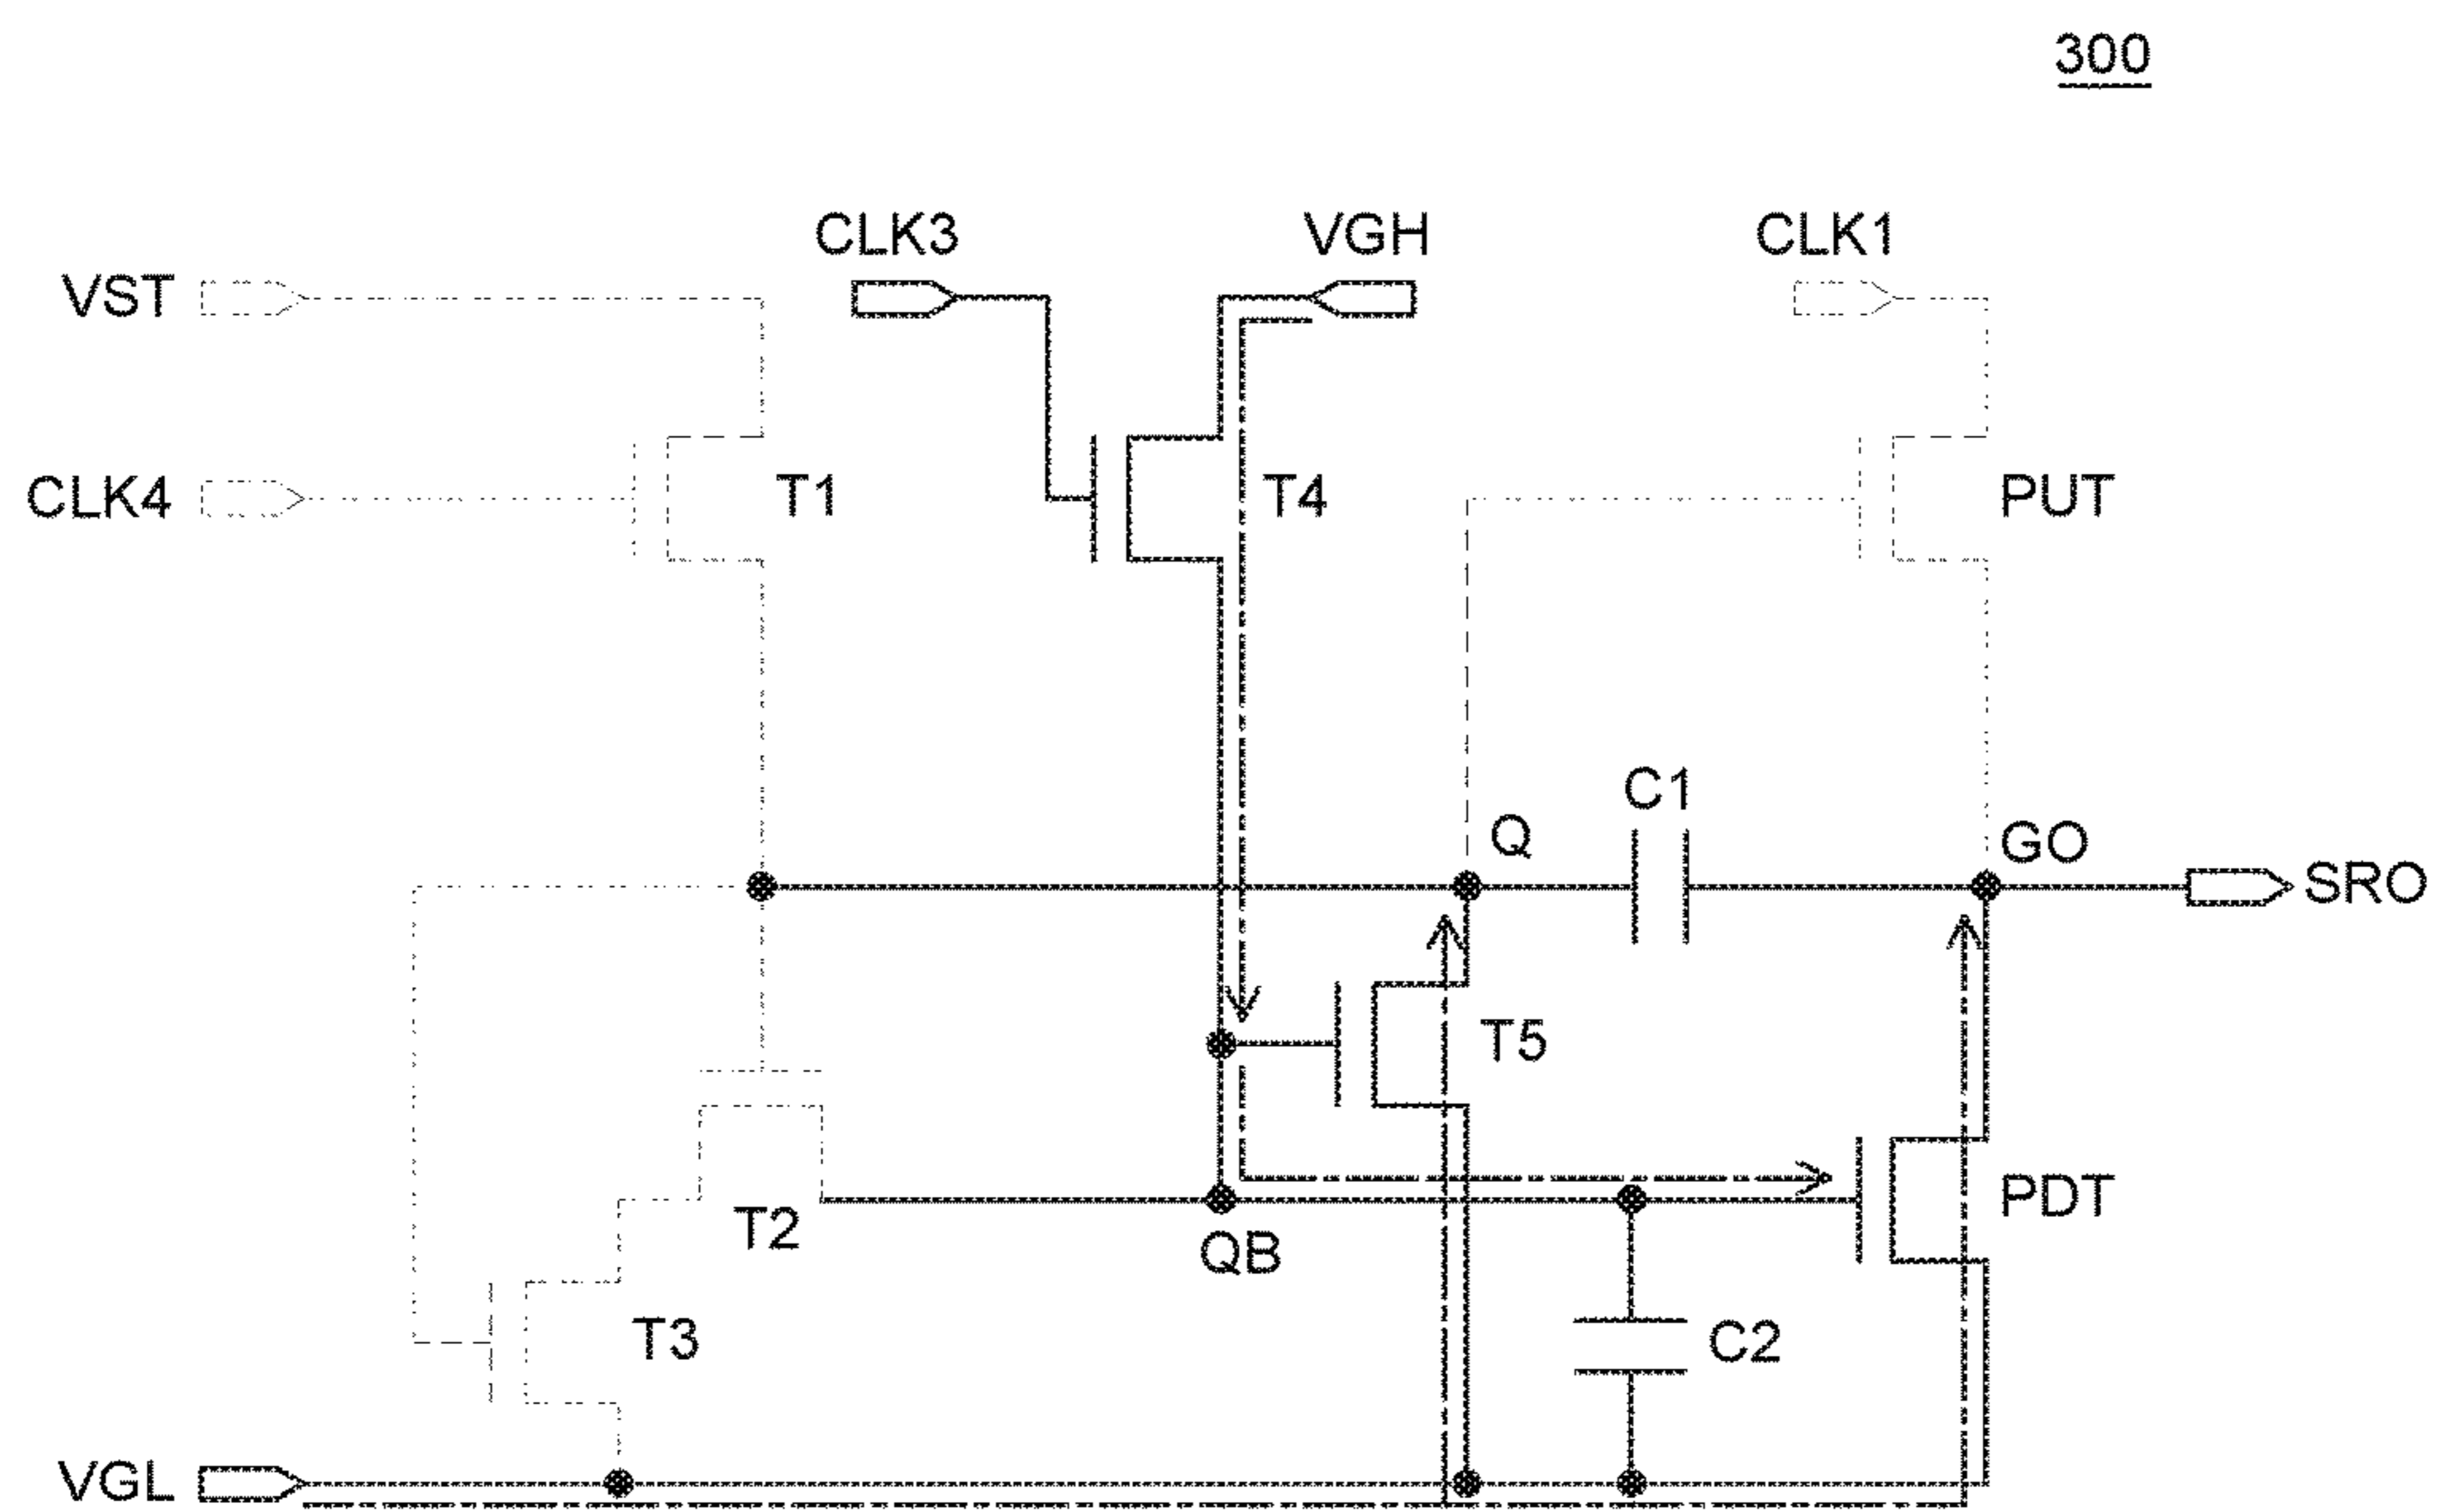 300
CLK3
VGH
CLK1
VST
CLK4
T1
T4
PUT
C1
Q
GO
SRO
T5
PDT
T2
QB
T3
C2
VGL